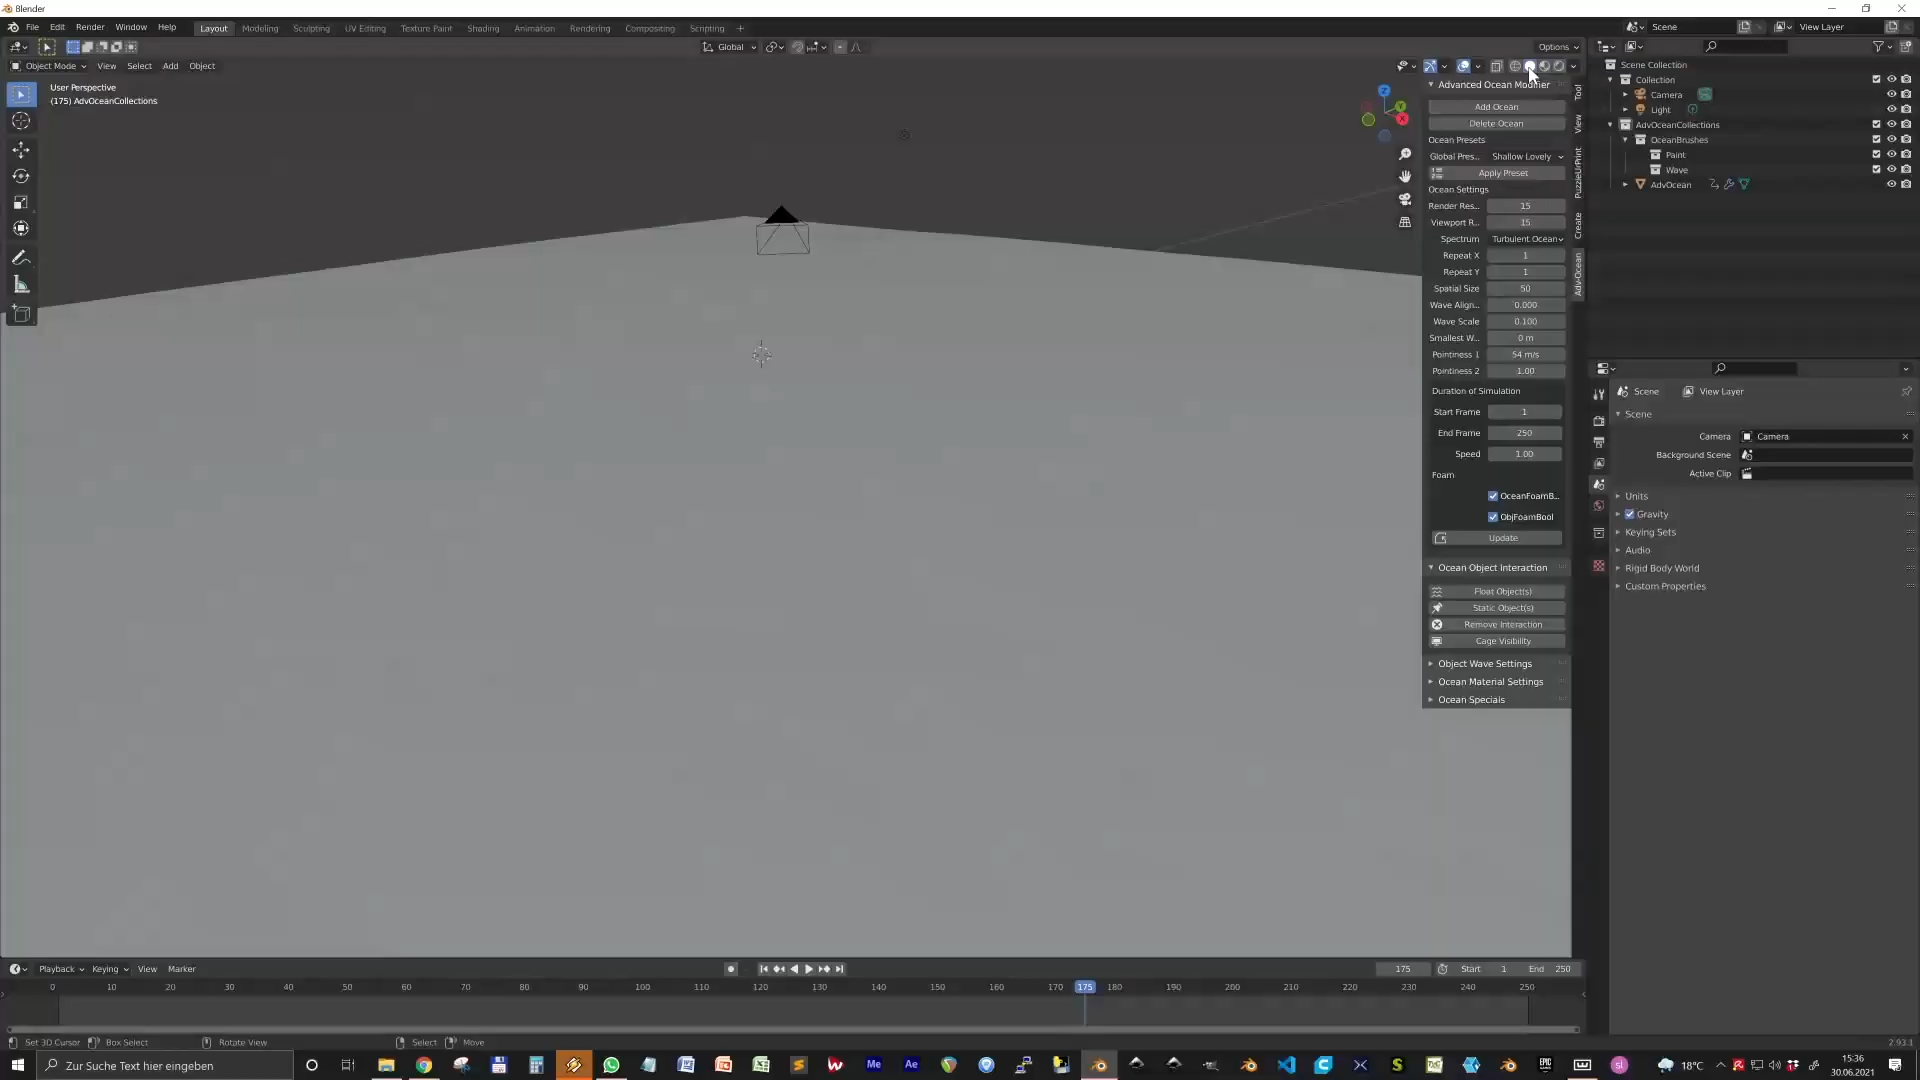 Blender
File Edit Render Window Help
Layout Modeling Sculpting UV Editing Texture Paint Shading Animation Rendering Compositing Scripting +
Scene
View Layer
Global
Options
Object Mode View Select Add Object
User Perspective
(175) AdvOceanCollections
Z
Y
X
Advanced Ocean Modifier
Add Ocean
Delete Ocean
Ocean Presets
Global Pres... Shallow Lovely
Apply Preset
Ocean Settings
Render Res... 15
Viewport R... 15
Spectrum Turbulent Ocean
Repeat X 1
Repeat Y 1
Spatial Size 50
Wave Align... 0.000
Wave Scale 0.100
Smallest W... 0 m
Pointiness 1 54 m/s
Pointiness 2 1.00
Duration of Simulation
Start Frame 1
End Frame 250
Speed 1.00
Foam
OceanFoamB...
ObjFoamBool
Update
Ocean Object Interaction
Float Object(s)
Static Object(s)
Remove Interaction
Cage Visibility
Object Wave Settings
Ocean Material Settings
Ocean Specials
Tool
View
PuzzleUrPrint
Create
Adv-Ocean
Scene Collection
Collection
Camera
Light
AdvOceanCollections
OceanBrushes
Paint
Wave
AdvOcean
Scene View Layer
Scene
Camera Camera
Background Scene
Active Clip
Units
Gravity
Keying Sets
Audio
Rigid Body World
Custom Properties
Playback Keying View Marker
175 Start 1 End 250
0 10 20 30 40 50 60 70 80 90 100 110 120 130 140 150 160 170 175 180 190 200 210 220 230 240 250
Set 3D Cursor Box Select Rotate View Select Move
2.93.1
Zur Suche Text hier eingeben
Me
Ae
18°C
15:36
30.06.2021